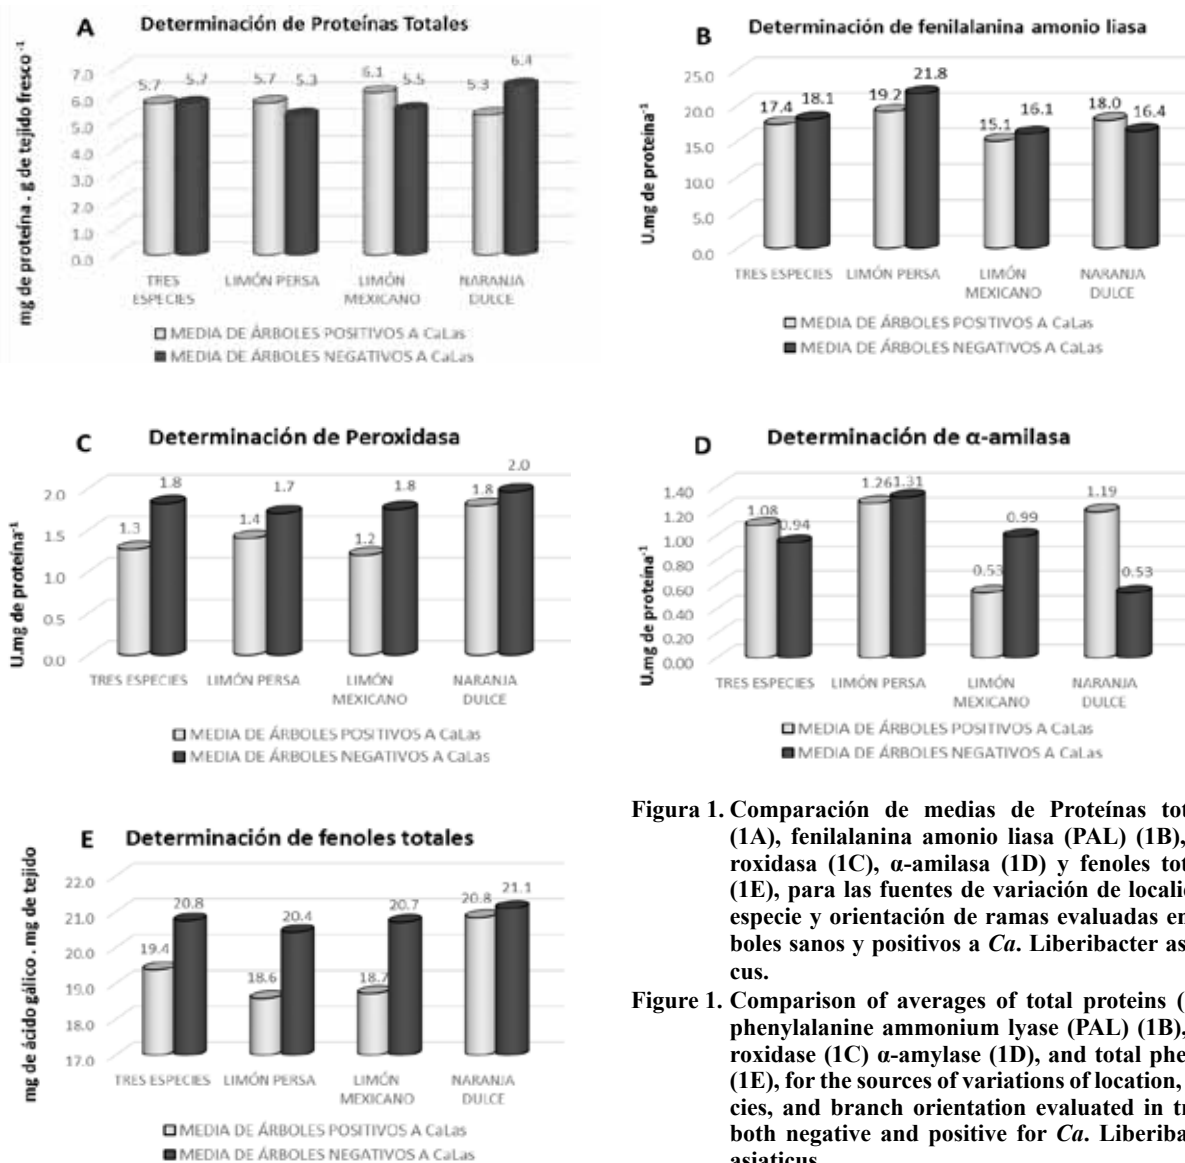 A Determinación de Proteínas Totales
mg de proteína . g de tejido fresco⁻¹
7.0
6.0
5.0
4.0
3.0
2.0
1.0
0.0
5.7 5.7 5.7 5.3 6.1 5.5 5.3 6.4
TRES ESPECIES
LIMÓN PERSA
LIMÓN MEXICANO
NARANJA DULCE
MEDIA DE ÁRBOLES POSITIVOS A CaLas
MEDIA DE ÁRBOLES NEGATIVOS A CaLas
B Determinación de fenilalanina amonio liasa
U.mg de proteína⁻¹
25.0
20.0
15.0
10.0
5.0
0.0
17.4 18.1 19.2 21.8 15.1 16.1 18.0 16.4
TRES ESPECIES
LIMÓN PERSA
LIMÓN MEXICANO
NARANJA DULCE
MEDIA DE ÁRBOLES POSITIVOS A CaLas
MEDIA DE ÁRBOLES NEGATIVOS A CaLas
C Determinación de Peroxidasa
U.mg de proteína⁻¹
2.0
1.5
1.0
0.5
0.0
1.3 1.8 1.4 1.7 1.2 1.8 1.8 2.0
TRES ESPECIES
LIMÓN PERSA
LIMÓN MEXICANO
NARANJA DULCE
MEDIA DE ÁRBOLES POSITIVOS A CaLas
MEDIA DE ÁRBOLES NEGATIVOS A CaLas
D Determinación de α-amilasa
U.mg de proteína⁻¹
1.40
1.20
1.00
0.80
0.60
0.40
0.20
0.00
1.08 0.94 1.26 1.31 0.53 0.99 1.19 0.53
TRES ESPECIES
LIMÓN PERSA
LIMÓN MEXICANO
NARANJA DULCE
MEDIA DE ÁRBOLES POSITIVOS A CaLas
MEDIA DE ÁRBOLES NEGATIVOS A CaLas
E Determinación de fenoles totales
mg de ácido gálico . mg de tejido
22.0
21.0
20.0
19.0
18.0
17.0
19.4 20.8 18.6 20.4 18.7 20.7 20.8 21.1
TRES ESPECIES
LIMÓN PERSA
LIMÓN MEXICANO
NARANJA DULCE
MEDIA DE ÁRBOLES POSITIVOS A CaLas
MEDIA DE ÁRBOLES NEGATIVOS A CaLas
Figura 1. Comparación de medias de Proteínas tot
(1A), fenilalanina amonio liasa (PAL) (1B),
roxidasa (1C), α-amilasa (1D) y fenoles tot
(1E), para las fuentes de variación de locali
especie y orientación de ramas evaluadas en
boles sanos y positivos a Ca. Liberibacter as
cus.
Figure 1. Comparison of averages of total proteins (
phenylalanine ammonium lyase (PAL) (1B),
roxidase (1C) α-amylase (1D), and total phe
(1E), for the sources of variations of location,
cies, and branch orientation evaluated in tr
both negative and positive for Ca. Liberiba
asiaticus